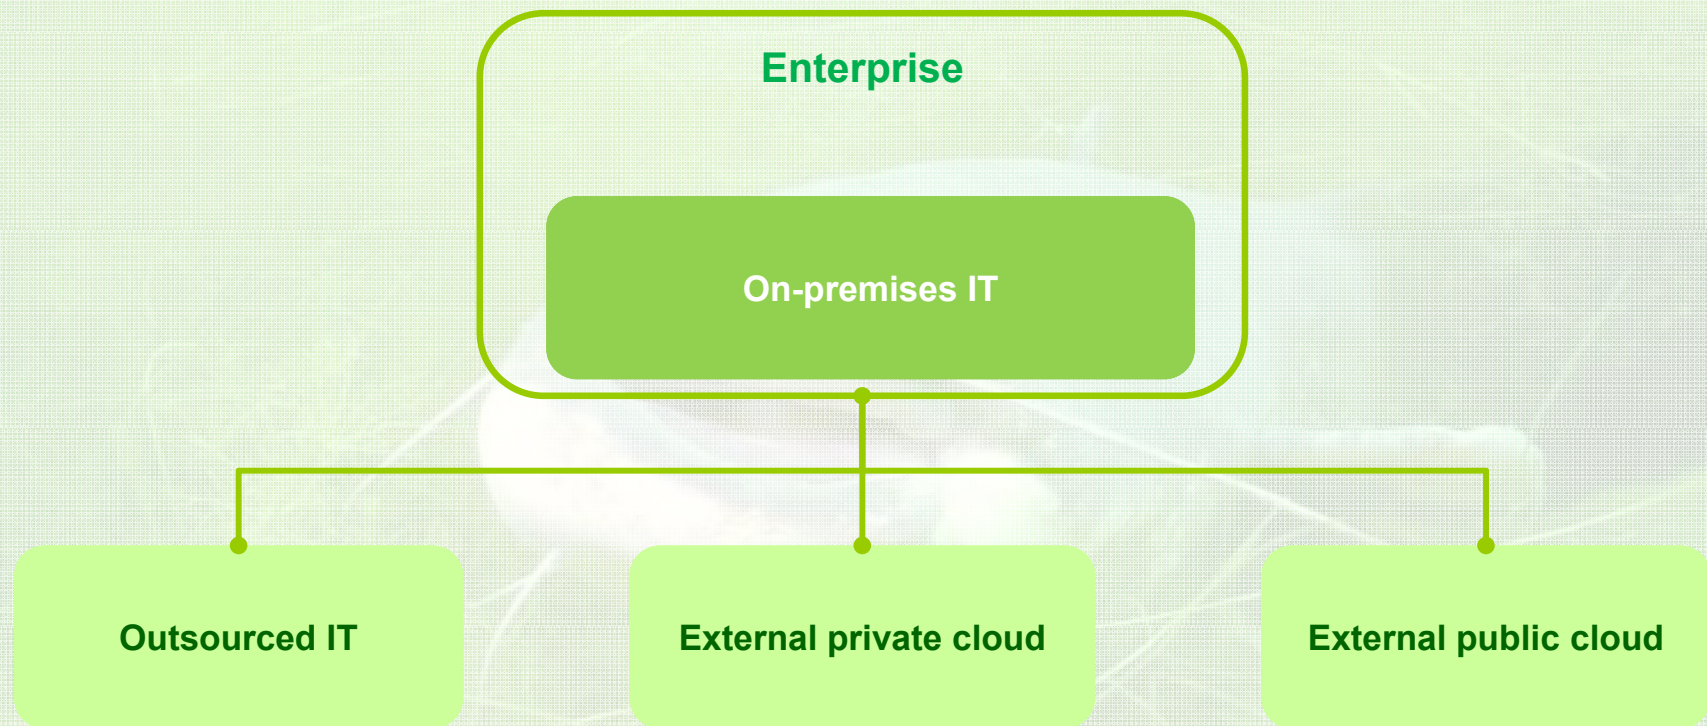 Enterprise
On-premises IT
Outsourced IT
External private cloud
External public cloud